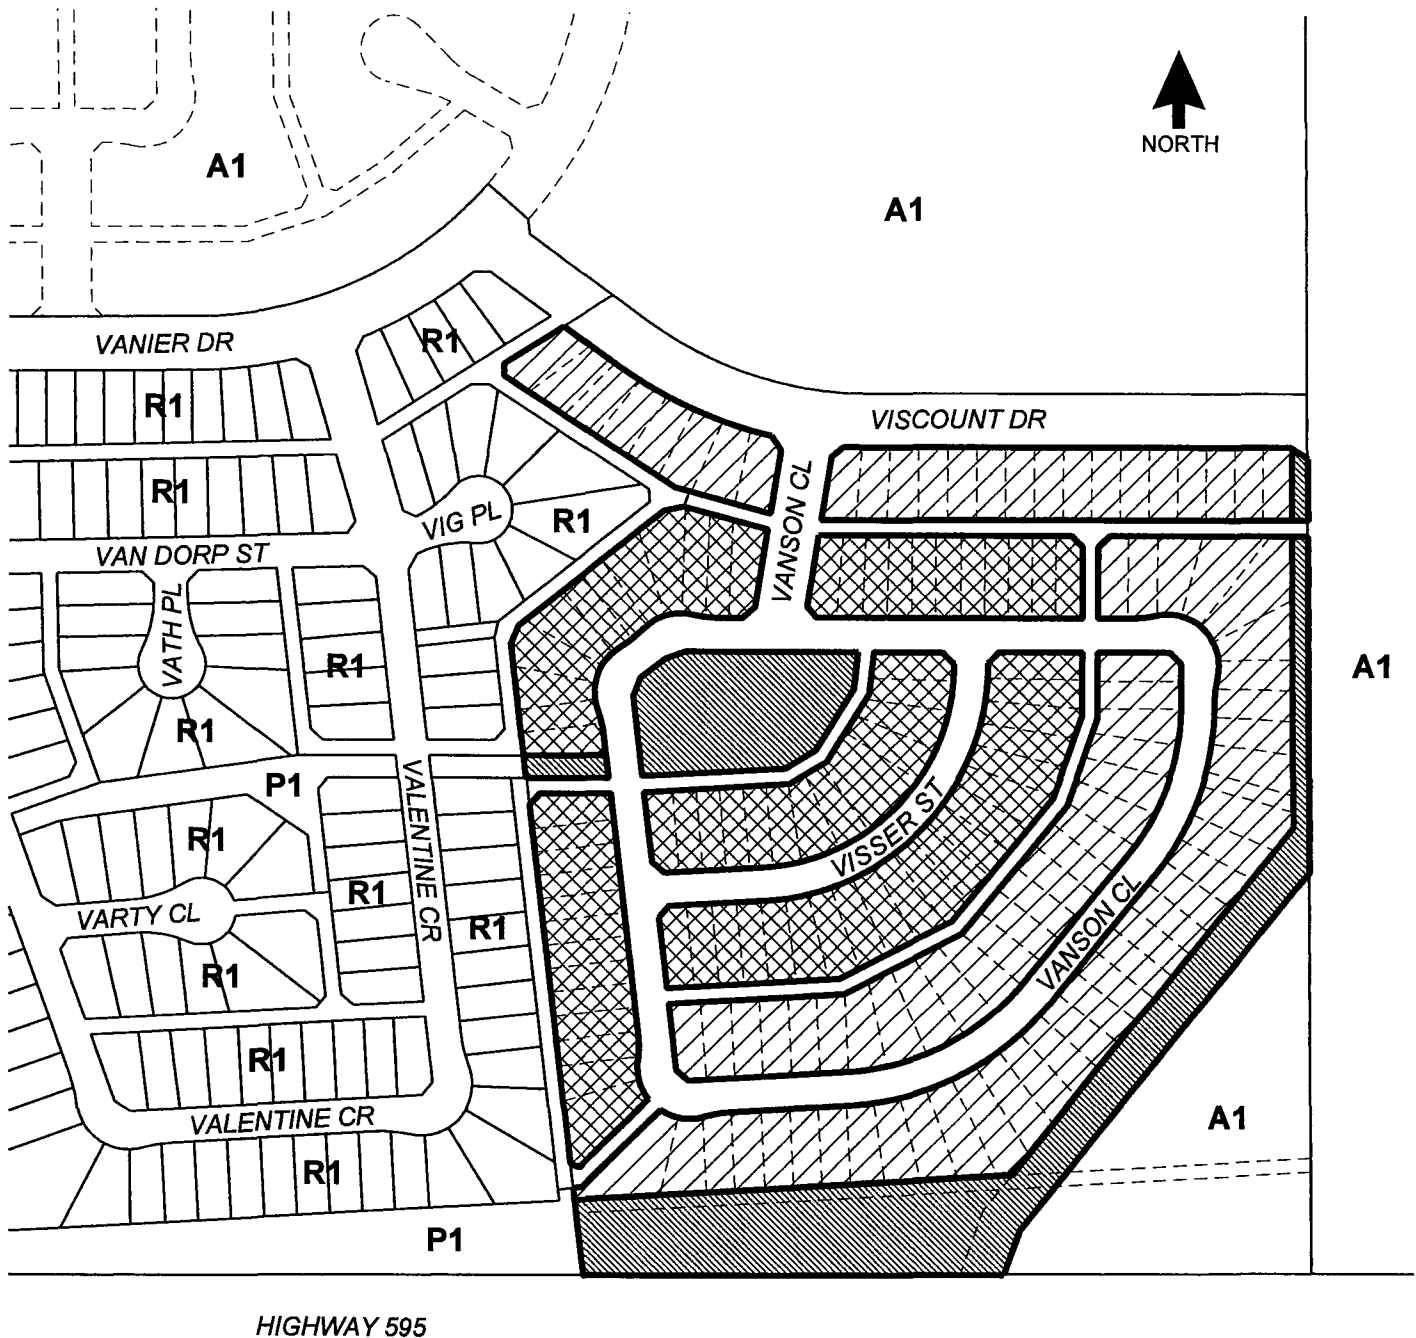 A1
NORTH
A1
VANIER DR
R1
VISCOUNT DR
R1
R1
VANSON CL
VIG PL
R1
VAN DORP ST
VATH PL
R1
A1
R1
P1
VALENTINE CR
VISSER ST
R1
R1
VARTY CL
R1
VANSON CL
R1
R1
VALENTINE CR
A1
R1
P1
HIGHWAY 595